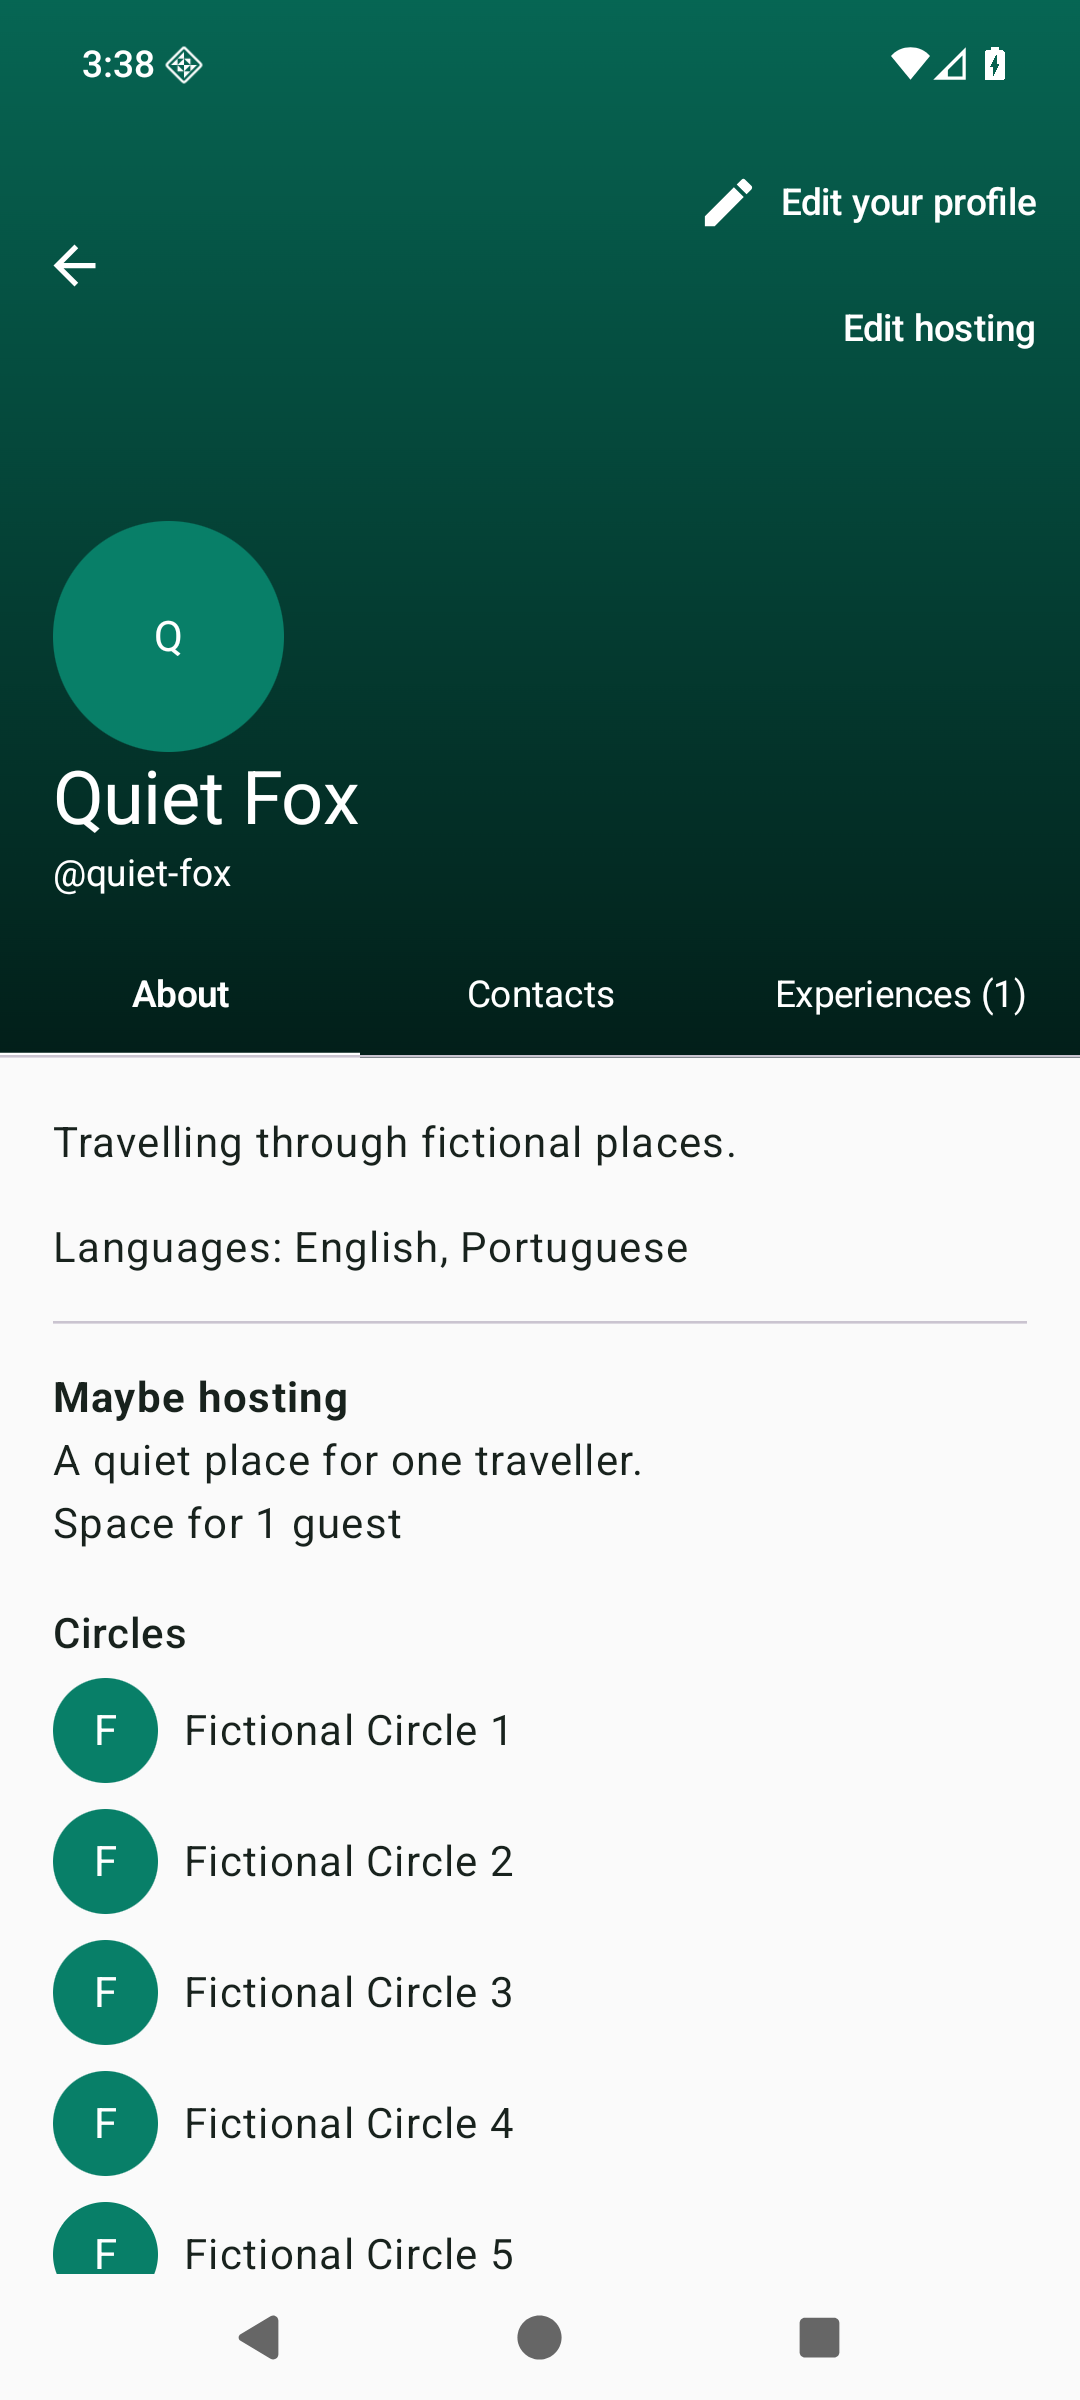 3:38
Edit your profile
Edit hosting
Q
Quiet Fox
@quiet-fox
About
Contacts
Experiences (1)
Travelling through fictional places.
Languages: English, Portuguese
Maybe hosting
A quiet place for one traveller.
Space for 1 guest
Circles
F Fictional Circle 1
F Fictional Circle 2
F Fictional Circle 3
F Fictional Circle 4
F Fictional Circle 5